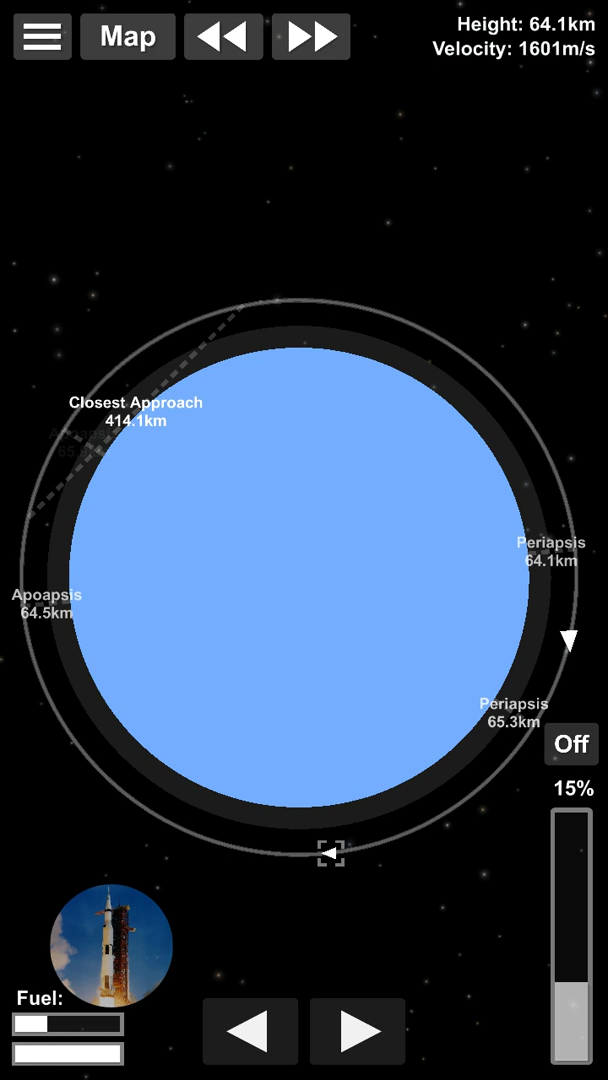 Map
Height: 64.1km
Velocity: 1601m/s
Closest Approach
414.1km
Periapsis
64.1km
Apoapsis
64.5km
Periapsis
65.3km
Off
15%
Fuel: